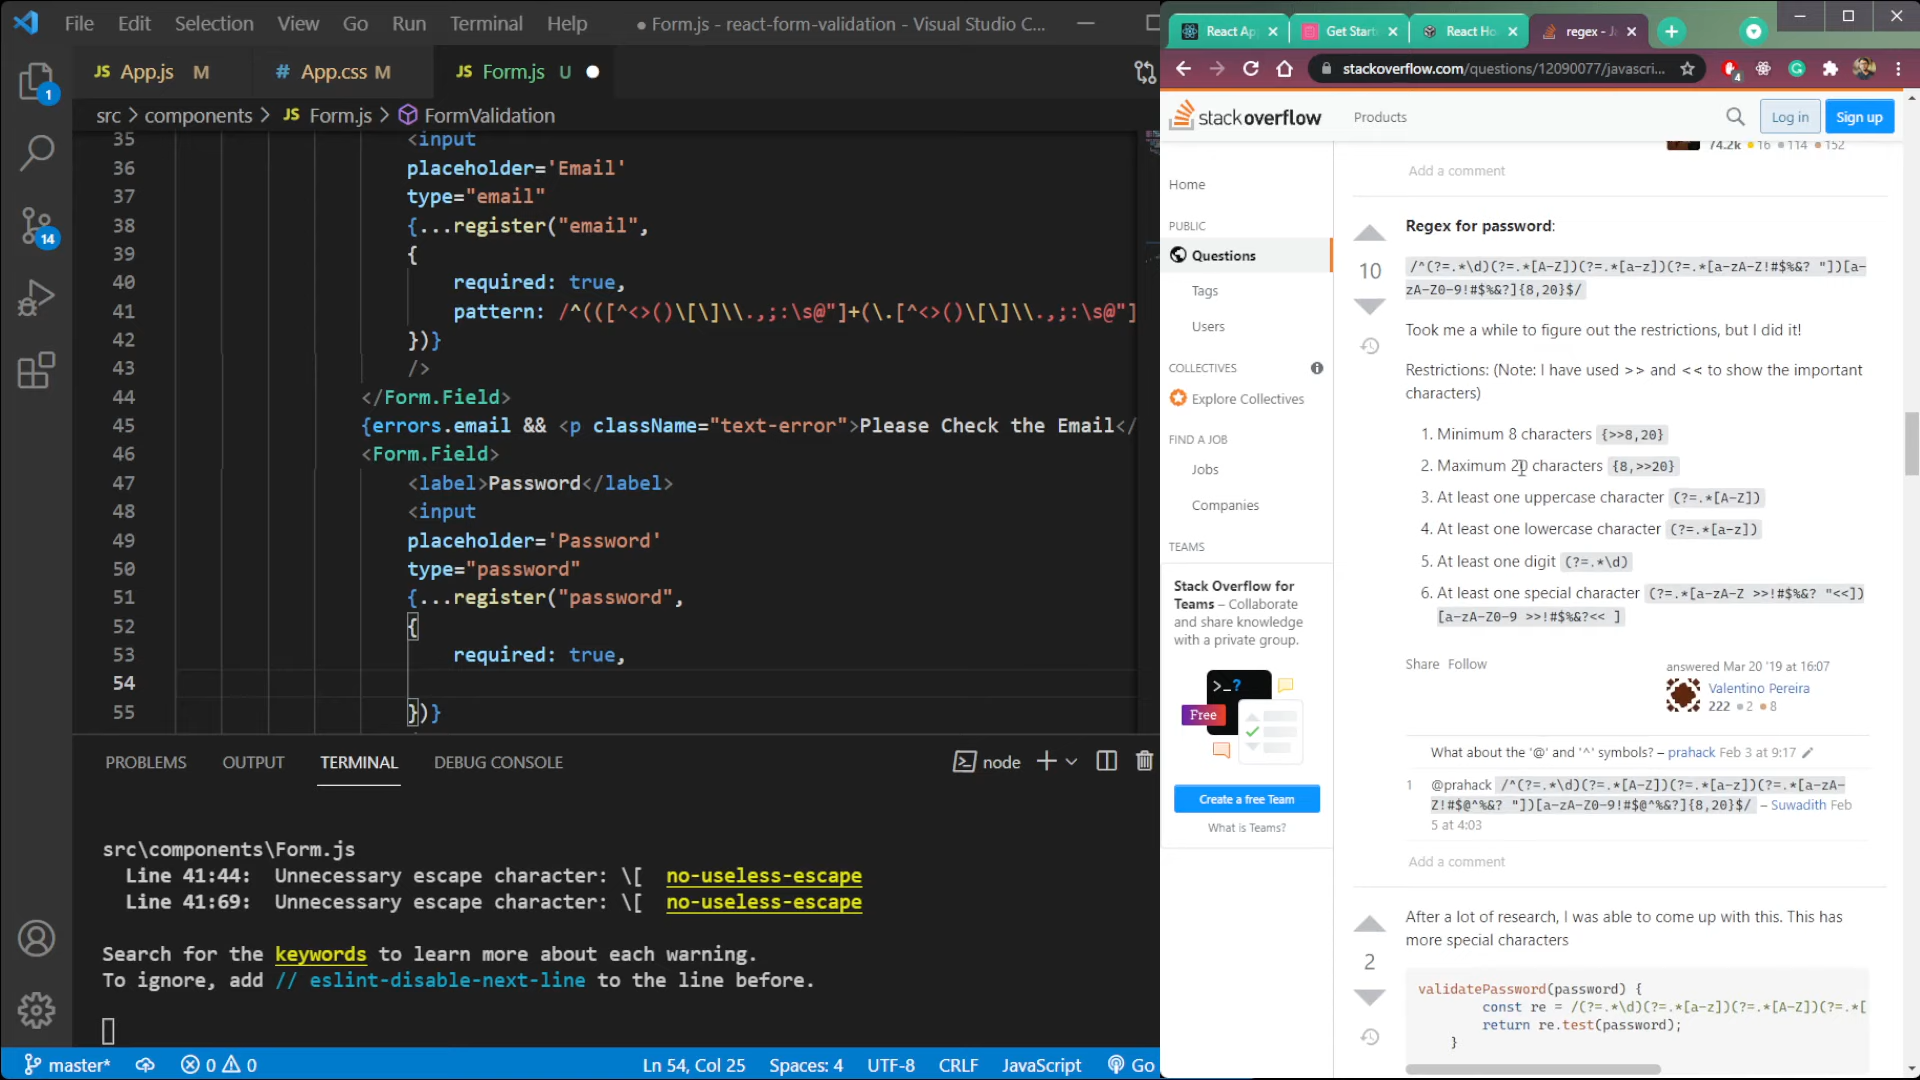 File Edit Selection View Go Run Terminal Help ● Form.js - react-form-validation - Visual Studio C...
JS App.js M # App.css M JS Form.js U
src > components > JS Form.js > FormValidation
35 <input
36 placeholder='Email'
37 type="email"
38 {...register("email",
39 {
40 required: true,
41 pattern: /^(([^<>()\[\]\\.,;:\s@"]+(\.[^<>()\[\]\\.,;:\s@"]
42 })}
43 />
44 </Form.Field>
45 {errors.email && <p className="text-error">Please Check the Email</
46 <Form.Field>
47 <label>Password</label>
48 <input
49 placeholder='Password'
50 type="password"
51 {...register("password",
52 {
53 required: true,
54
55 })}
PROBLEMS OUTPUT TERMINAL DEBUG CONSOLE node
src\components\Form.js
Line 41:44: Unnecessary escape character: \[ no-useless-escape
Line 41:69: Unnecessary escape character: \[ no-useless-escape
Search for the keywords to learn more about each warning.
To ignore, add // eslint-disable-next-line to the line before.
1
14
master* 0 0 Ln 54, Col 25 Spaces: 4 UTF-8 CRLF JavaScript Go
React Ap Get Start React Ho regex - J
stackoverflow.com/questions/12090077/javascri... 4
stackoverflow Products Log in Sign up
Home
PUBLIC
Questions
Tags
Users
COLLECTIVES
Explore Collectives
FIND A JOB
Jobs
Companies
TEAMS
Stack Overflow for
Teams – Collaborate
and share knowledge
with a private group.
>_?
Free
Create a free Team
What is Teams?
74.2k 16 114 152
Add a comment
10
Regex for password:
/^(?=.*\d)(?=.*[A-Z])(?=.*[a-z])(?=.*[a-zA-Z!#$%&? "])[a-
zA-Z0-9!#$%&?]{8,20}$/
Took me a while to figure out the restrictions, but I did it!
Restrictions: (Note: I have used >> and << to show the important
characters)
1. Minimum 8 characters {>>8,20}
2. Maximum 20 characters {8,>>20}
3. At least one uppercase character (?=.*[A-Z])
4. At least one lowercase character (?=.*[a-z])
5. At least one digit (?=.*\d)
6. At least one special character (?=.*[a-zA-Z >>!#$%&? "<<])
[a-zA-Z0-9 >>!#$%&?<< ]
Share Follow
answered Mar 20 '19 at 16:07
Valentino Pereira
222 2 8
What about the '@' and '^' symbols? – prahack Feb 3 at 9:17
1 @prahack /^(?=.*\d)(?=.*[A-Z])(?=.*[a-z])(?=.*[a-zA-
Z!#$@^%&? "])[a-zA-Z0-9!#$@^%&?]{8,20}$/ – Suwadith Feb
5 at 4:03
Add a comment
2
After a lot of research, I was able to come up with this. This has
more special characters
validatePassword(password) {
const re = /(?=.*\d)(?=.*[a-z])(?=.*[A-Z])(?=.*[
return re.test(password);
}